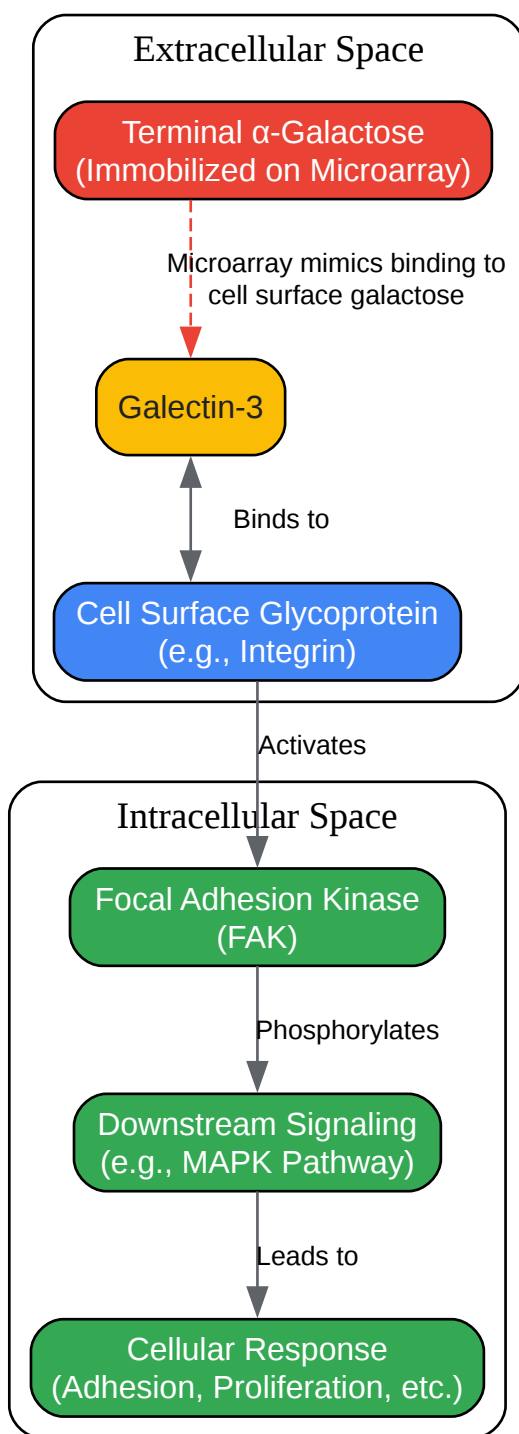 Extracellular Space
Terminal α-Galactose
(Immobilized on Microarray)
Microarray mimics binding to
cell surface galactose
Galectin-3
Binds to
Cell Surface Glycoprotein
(e.g., Integrin)
Activates
Intracellular Space
Focal Adhesion Kinase
(FAK)
Phosphorylates
Downstream Signaling
(e.g., MAPK Pathway)
Leads to
Cellular Response
(Adhesion, Proliferation, etc.)